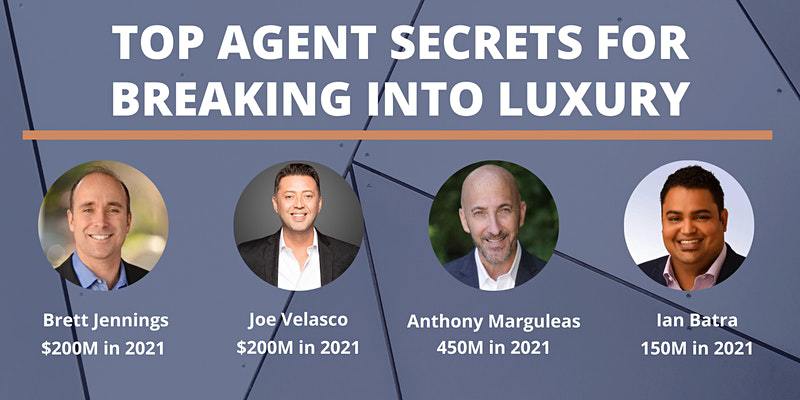 TOP AGENT SECRETS FOR
BREAKING INTO LUXURY
Brett Jennings
$200M in 2021
Joe Velasco
$200M in 2021
Anthony Marguleas
450M in 2021
Ian Batra
150M in 2021